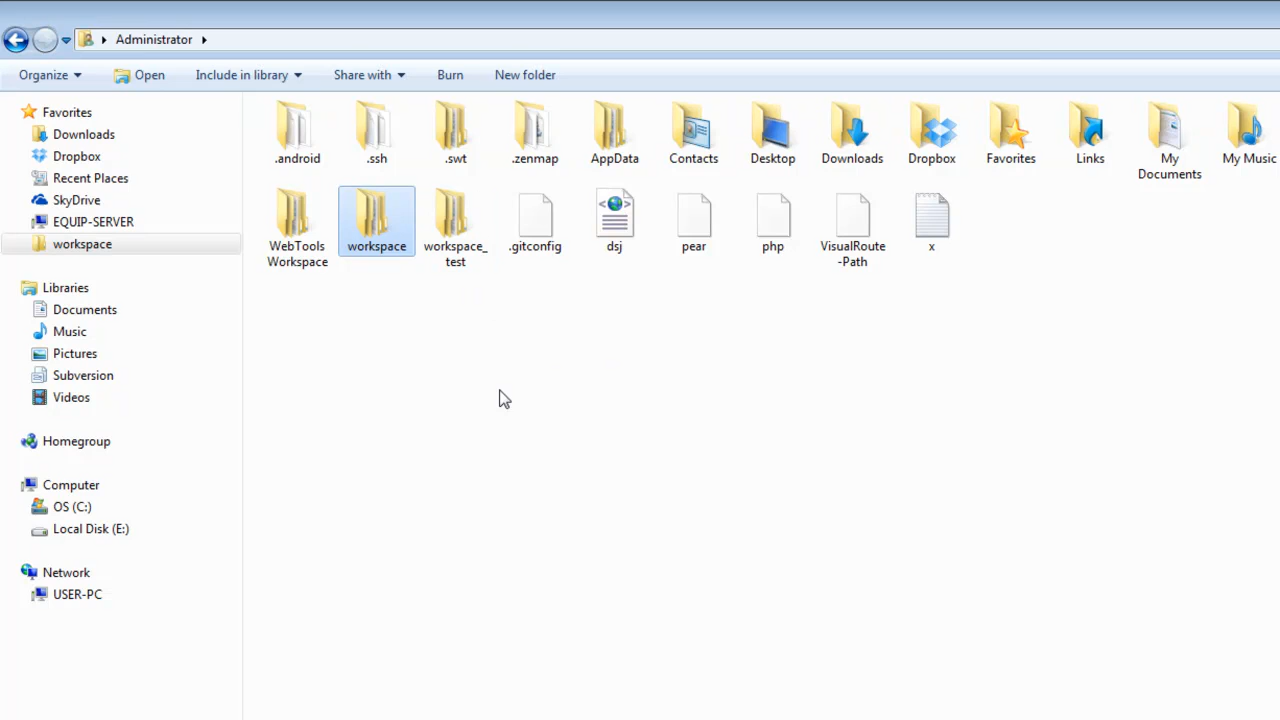 Administrator
Organize Open Include in library Share with Burn New folder
Favorites
Downloads
Dropbox
Recent Places
SkyDrive
EQUIP-SERVER
workspace
Libraries
Documents
Music
Pictures
Subversion
Videos
Homegroup
Computer
OS (C:)
Local Disk (E:)
Network
USER-PC
.android .ssh .swt .zenmap AppData Contacts Desktop Downloads Dropbox Favorites Links My Documents My Music
WebTools Workspace workspace workspace_test .gitconfig dsj pear php VisualRoute-Path x